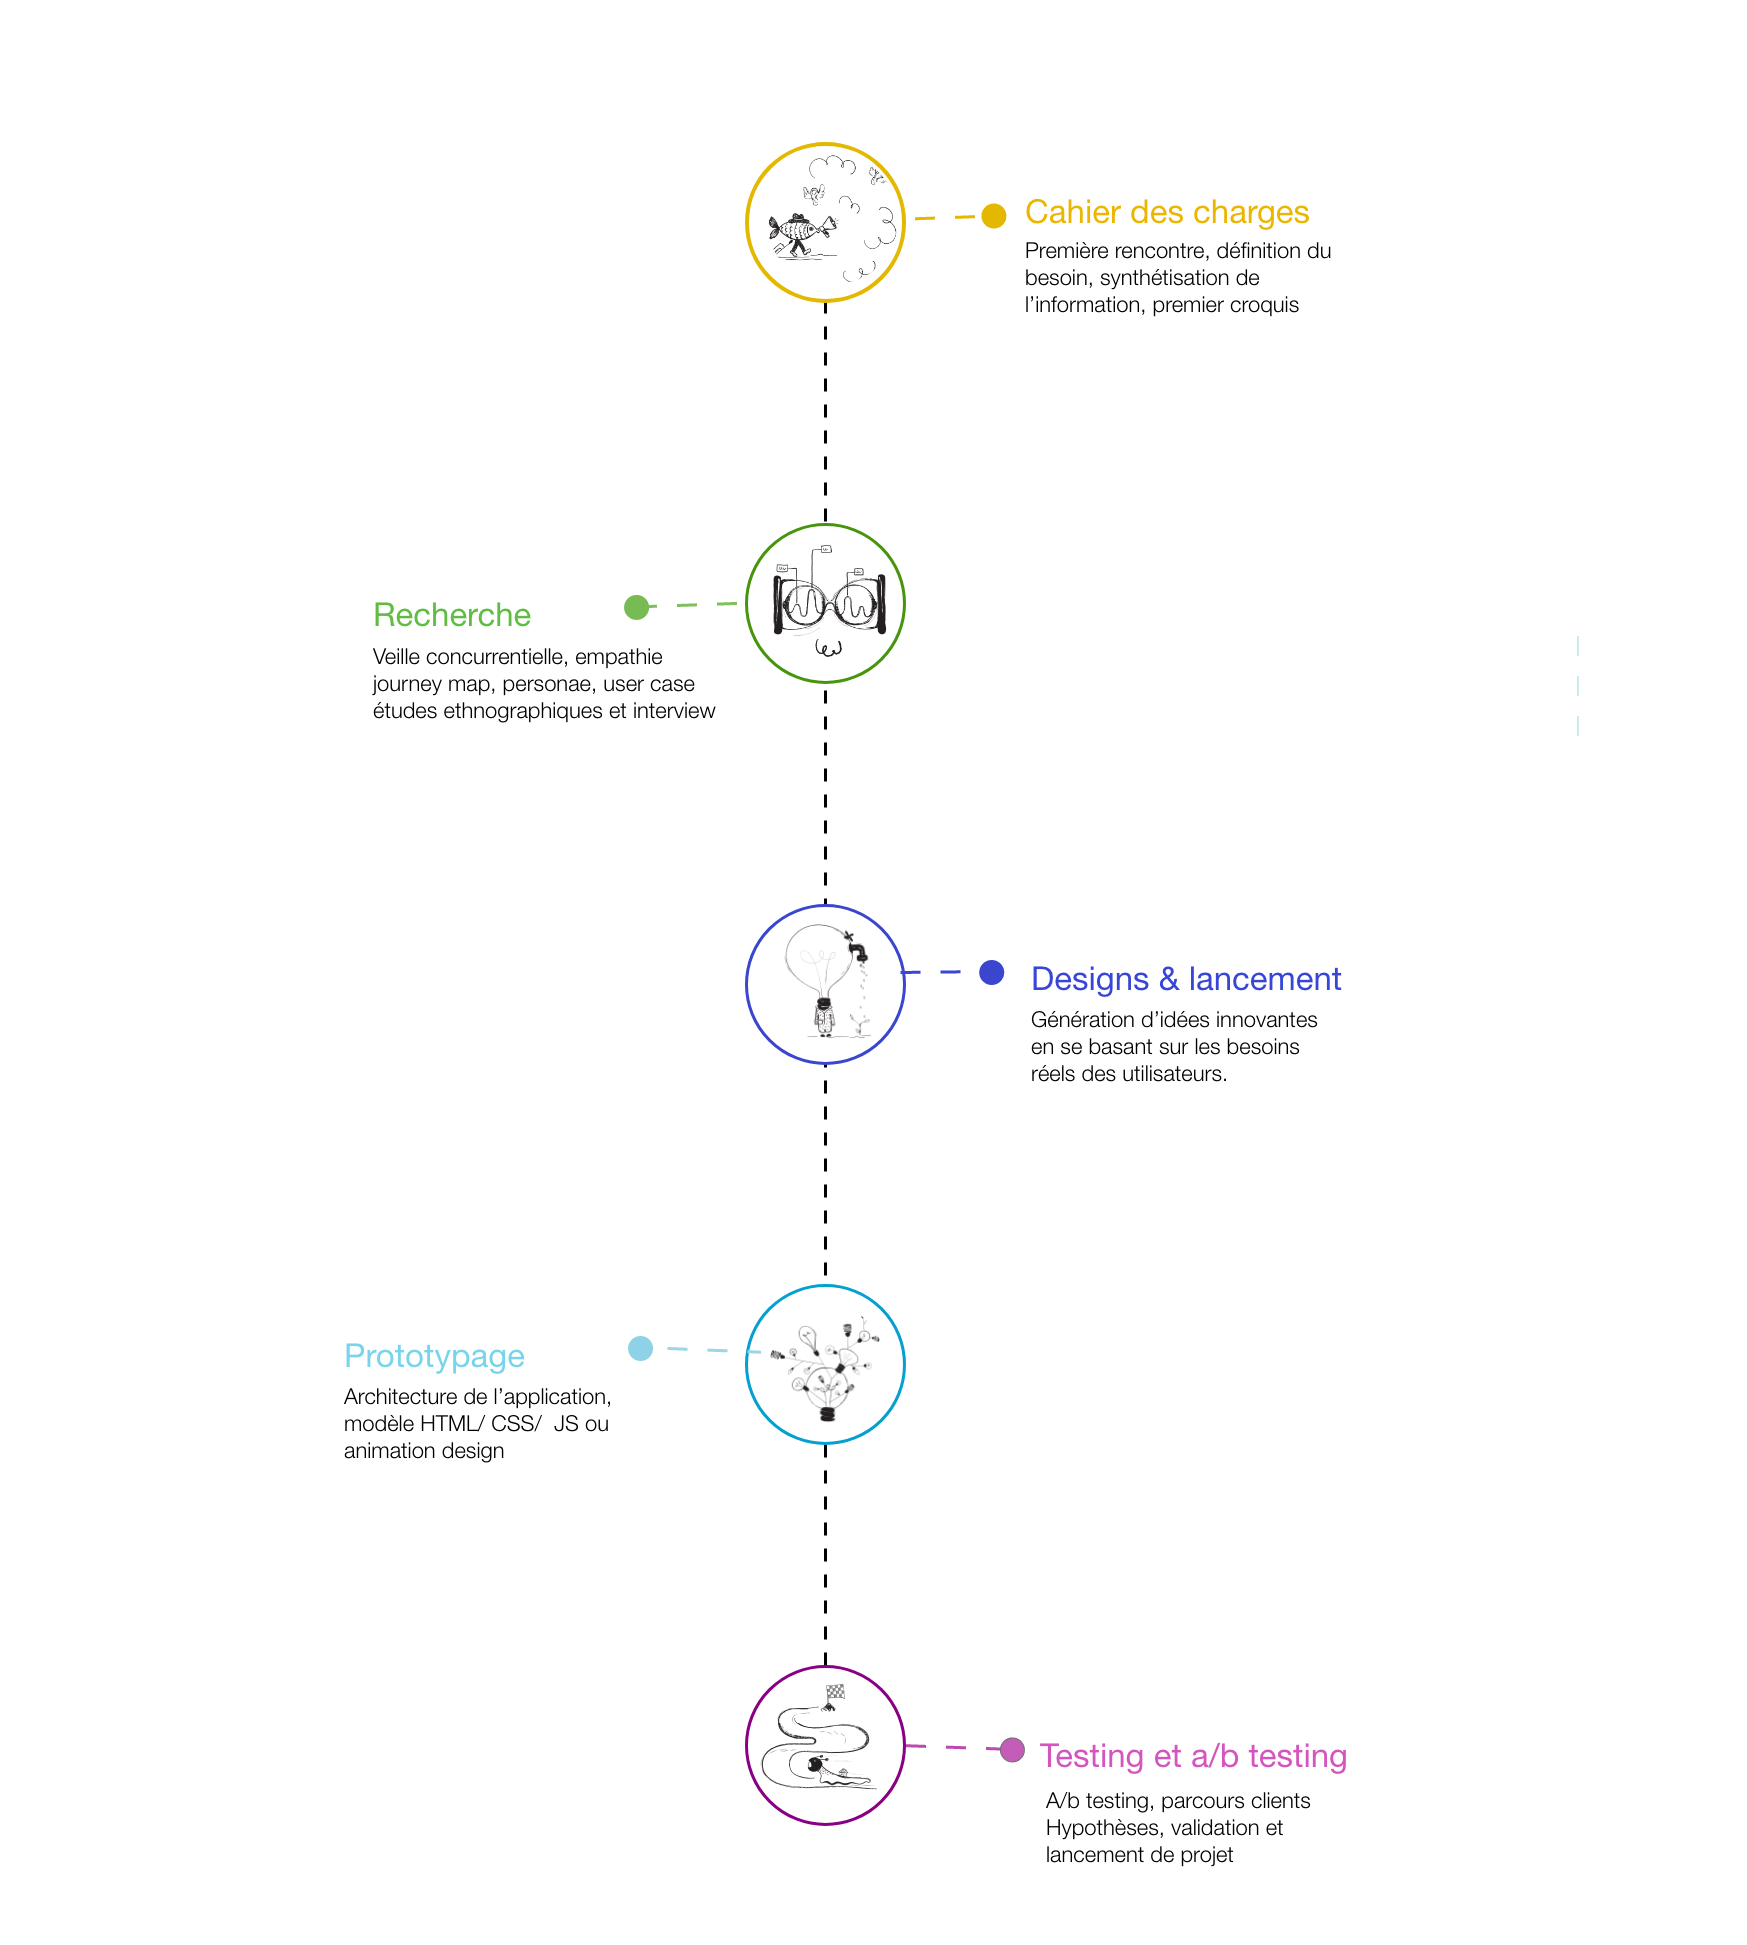 Cahier des charges
Première rencontre, définition du
besoin, synthétisation de
l’information, premier croquis
Recherche
Veille concurrentielle, empathie
journey map, personae, user case
études ethnographiques et interview
Designs & lancement
Génération d’idées innovantes
en se basant sur les besoins
réels des utilisateurs.
Prototypage
Architecture de l’application,
modèle HTML/ CSS/  JS ou
animation design
Testing et a/b testing
A/b testing, parcours clients
Hypothèses, validation et
lancement de projet